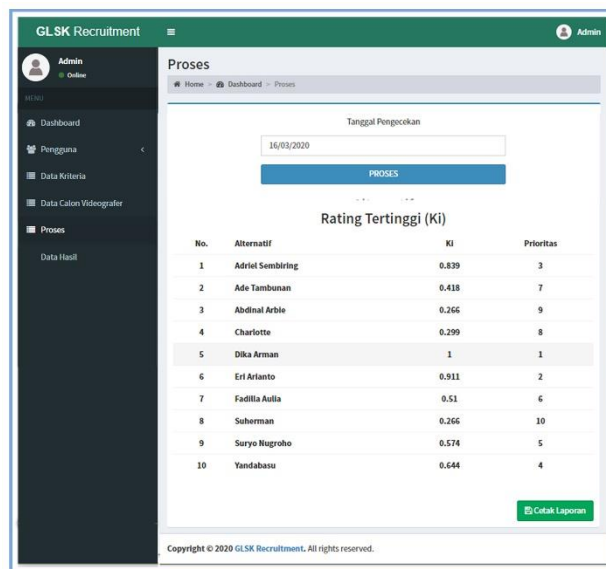 GLSK Recruitment
Admin
Admin
Online
MENU
Dashboard
Pengguna
Data Kriteria
Data Calon Videografer
Proses
Data Hasil
Proses
Home > Dashboard > Proses
Tanggal Pengecekan
16/03/2020
PROSES
Rating Tertinggi (Ki)
No. Alternatif Ki Prioritas
1 Adriel Sembiring 0.839 3
2 Ade Tambunan 0.418 7
3 Abdinal Arbie 0.266 9
4 Charlotte 0.299 8
5 Dika Arman 1 1
6 Eri Arianto 0.911 2
7 Fadilla Aulia 0.51 6
8 Suherman 0.266 10
9 Suryo Nugroho 0.574 5
10 Yandabasu 0.644 4
Cetak Laporan
Copyright © 2020 GLSK Recruitment. All rights reserved.